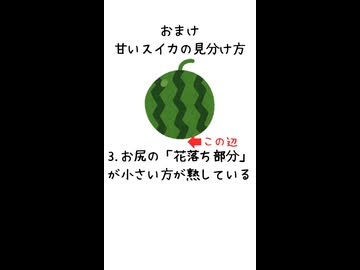 おまけ
甘いスイカの見分け方
この辺
3.お尻の「花落ち部分」
が小さい方が熟している